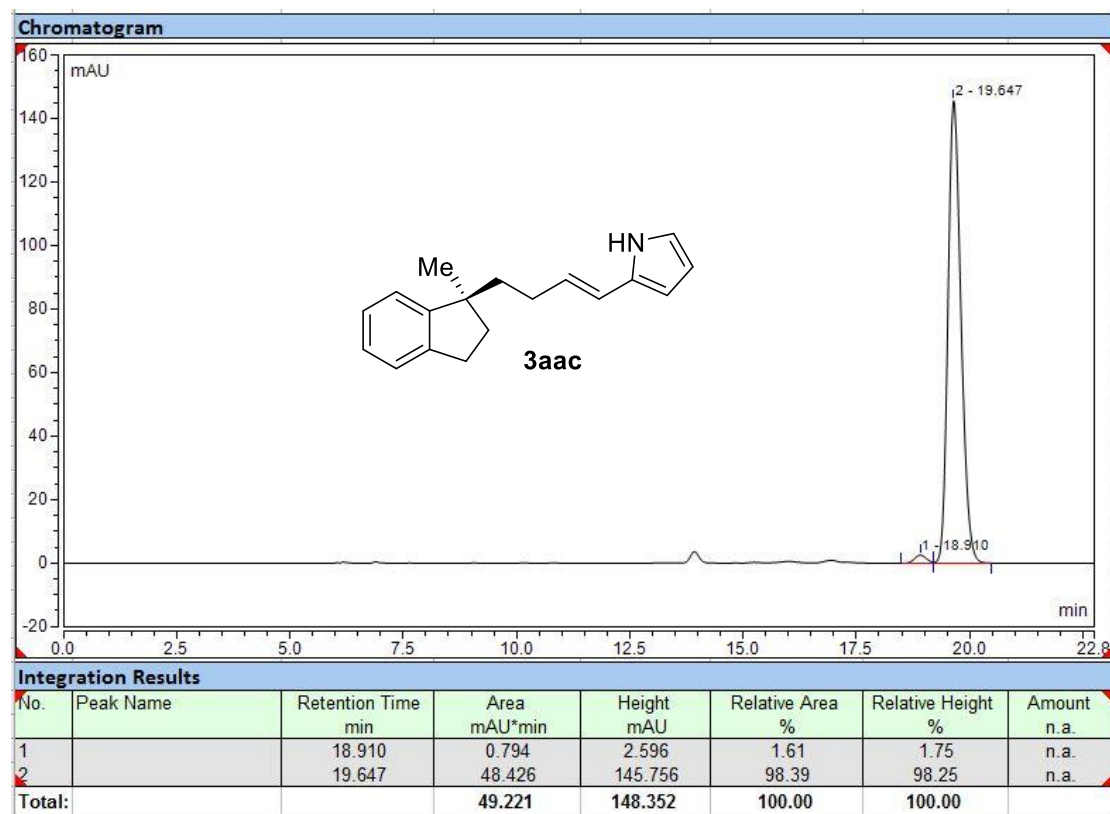 Chromatogram
160
mAU
2 - 19.647
140
120
100
HN
Me
80
60
3aac
40
20
1 - 18.910
0
min
-20
0.0 2.5 5.0 7.5 10.0 12.5 15.0 17.5 20.0 22.8
Integration Results
No. Peak Name Retention Time Area Height Relative Area Relative Height Amount
min mAU*min mAU % % n.a.
1 18.910 0.794 2.596 1.61 1.75 n.a.
2 19.647 48.426 145.756 98.39 98.25 n.a.
Total: 49.221 148.352 100.00 100.00